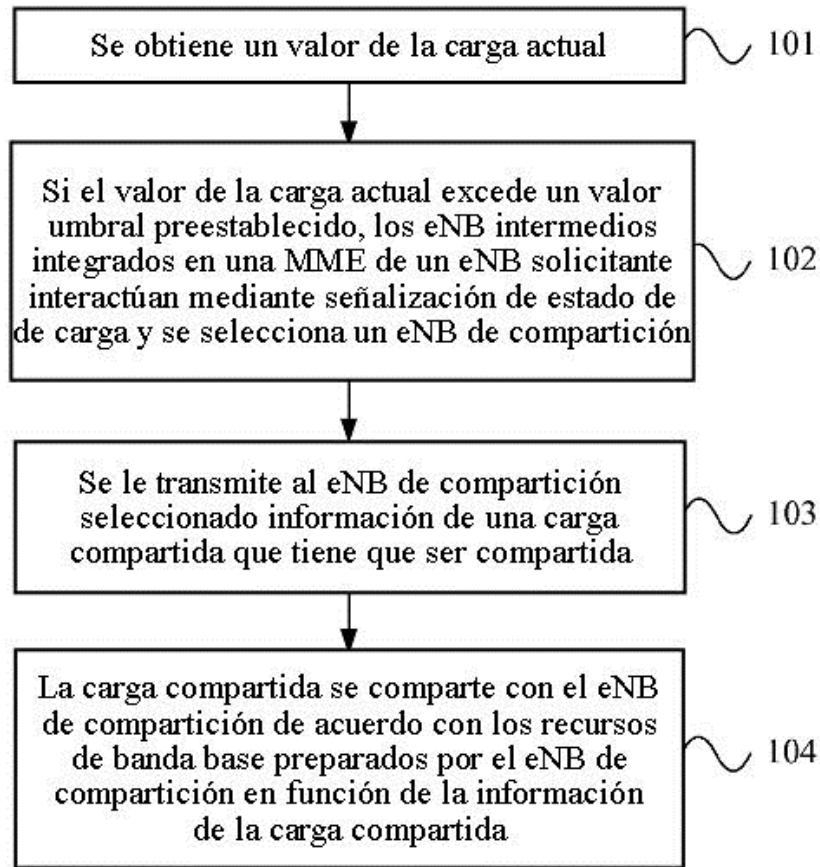 Se obtiene un valor de la carga actual
101
Si el valor de la carga actual excede un valor
umbral preestablecido, los eNB intermedios
integrados en una MME de un eNB solicitante
interactúan mediante señalización de estado de
de carga y se selecciona un eNB de compartición
102
Se le transmite al eNB de compartición
seleccionado información de una carga
compartida que tiene que ser compartida
103
La carga compartida se comparte con el eNB
de compartición de acuerdo con los recursos
de banda base preparados por el eNB de
compartición en función de la información
de la carga compartida
104